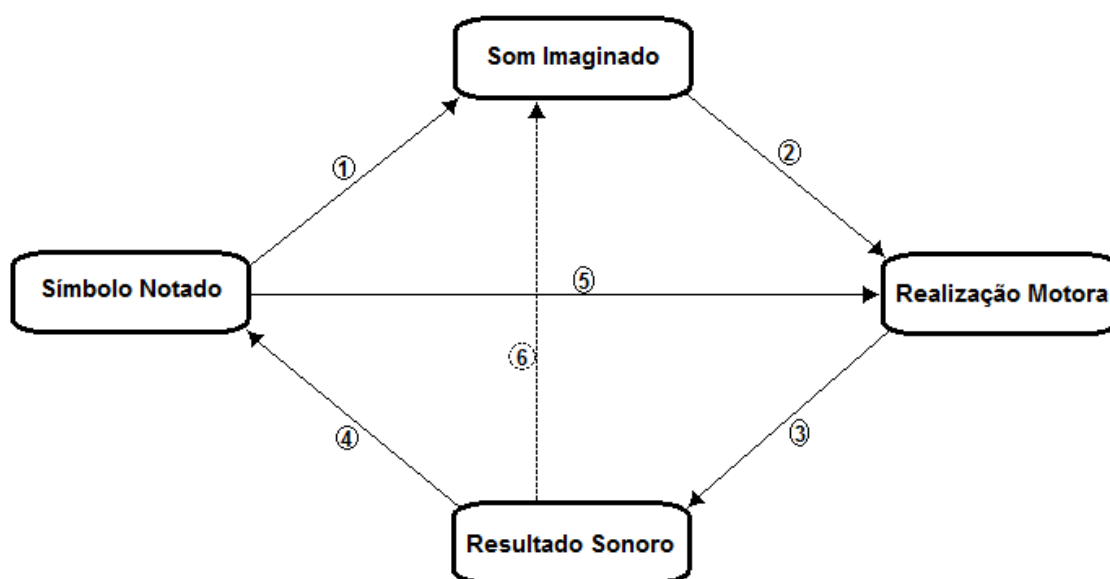 Som Imaginado
①
②
Símbolo Notado
⑤
Realização Motora
⑥
④
③
Resultado Sonoro